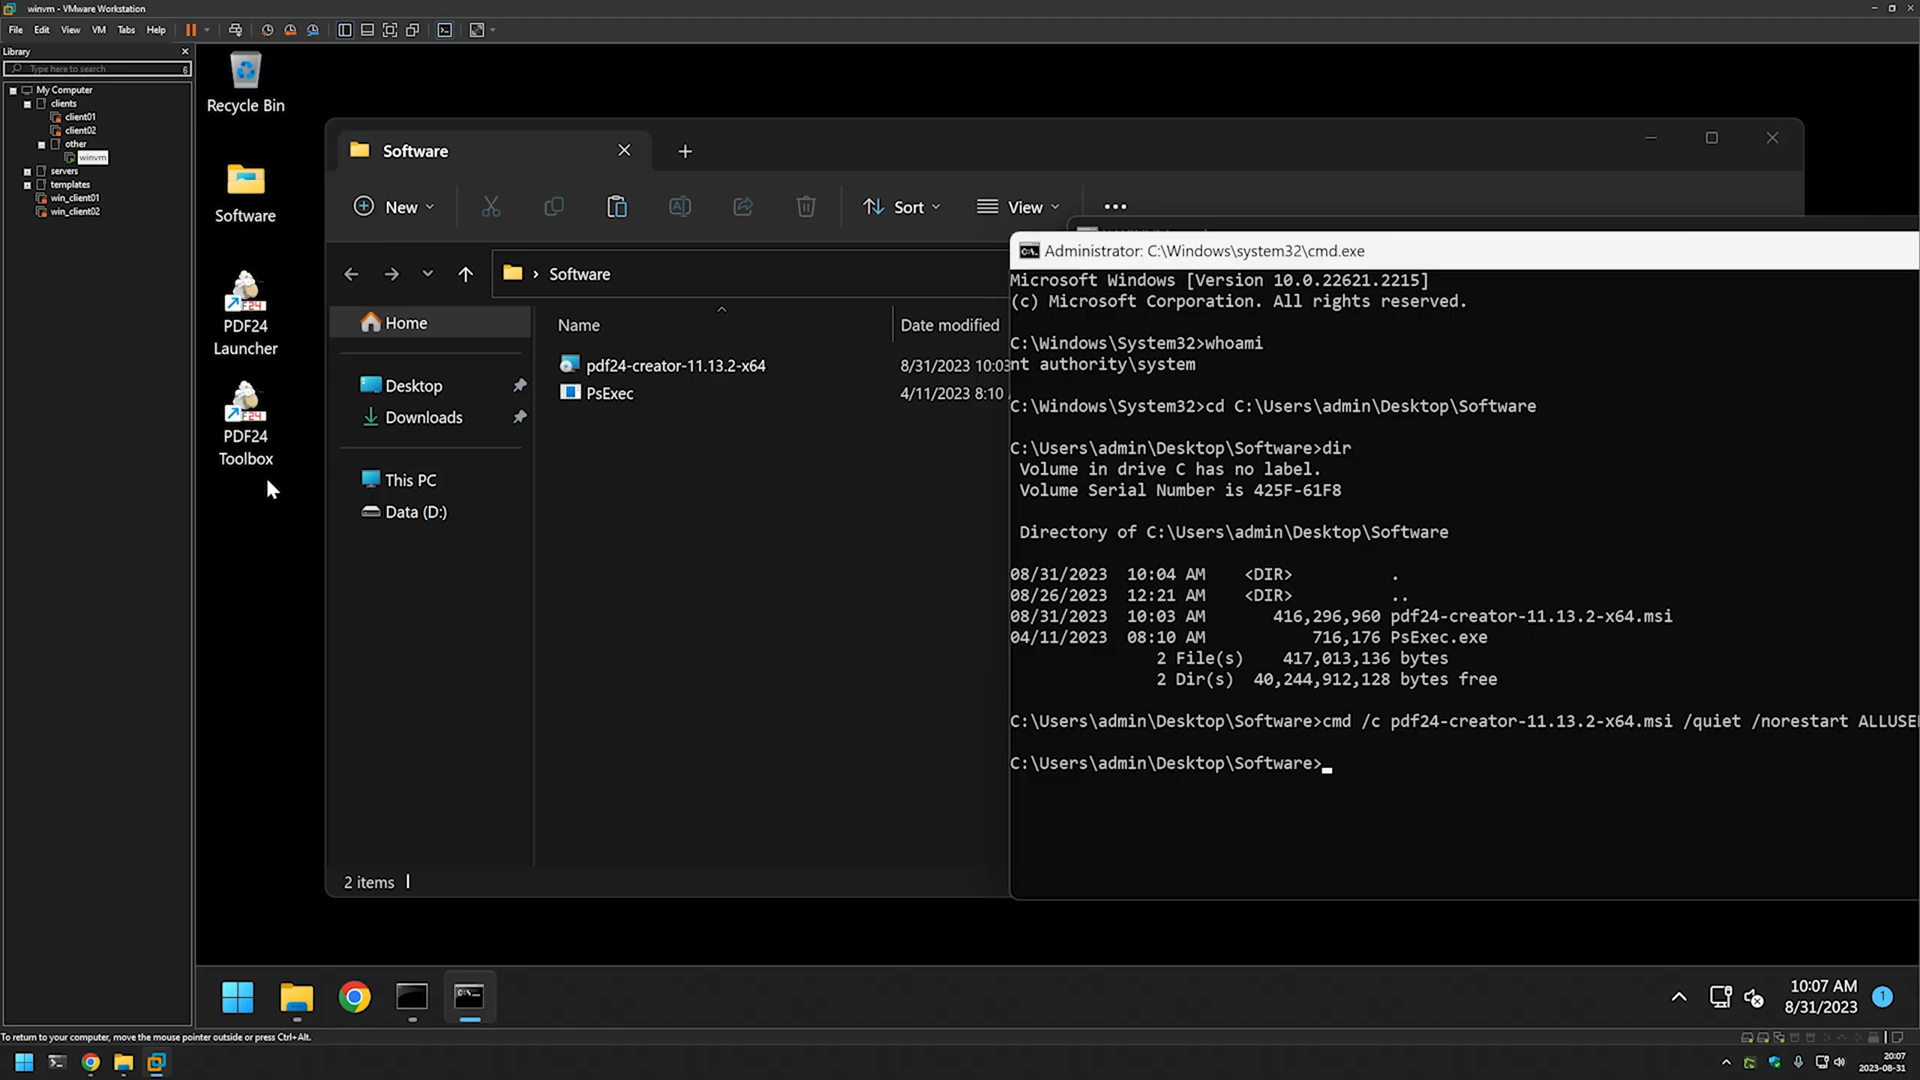 winvm - VMware Workstation
File Edit View VM Tabs Help
Library
Type here to search
My Computer
clients
client01
client02
other
winvm
servers
templates
win_client01
win_client02
Recycle Bin
Software
PDF24
Launcher
PDF24
Toolbox
Software
New
Sort
View
Software
Home
Desktop
Downloads
This PC
Data (D:)
Name
Date modified
pdf24-creator-11.13.2-x64
8/31/2023 10:03
PsExec
4/11/2023 8:10
2 items
Administrator: C:\Windows\system32\cmd.exe
Microsoft Windows [Version 10.0.22621.2215]
(c) Microsoft Corporation. All rights reserved.
C:\Windows\System32>whoami
nt authority\system
C:\Windows\System32>cd C:\Users\admin\Desktop\Software
C:\Users\admin\Desktop\Software>dir
Volume in drive C has no label.
Volume Serial Number is 425F-61F8
Directory of C:\Users\admin\Desktop\Software
08/31/2023 10:04 AM <DIR> .
08/26/2023 12:21 AM <DIR> ..
08/31/2023 10:03 AM 416,296,960 pdf24-creator-11.13.2-x64.msi
04/11/2023 08:10 AM 716,176 PsExec.exe
2 File(s) 417,013,136 bytes
2 Dir(s) 40,244,912,128 bytes free
C:\Users\admin\Desktop\Software>cmd /c pdf24-creator-11.13.2-x64.msi /quiet /norestart ALLUSE
C:\Users\admin\Desktop\Software>
10:07 AM
8/31/2023
1
To return to your computer, move the mouse pointer outside or press Ctrl+Alt.
20:07
2023-08-31